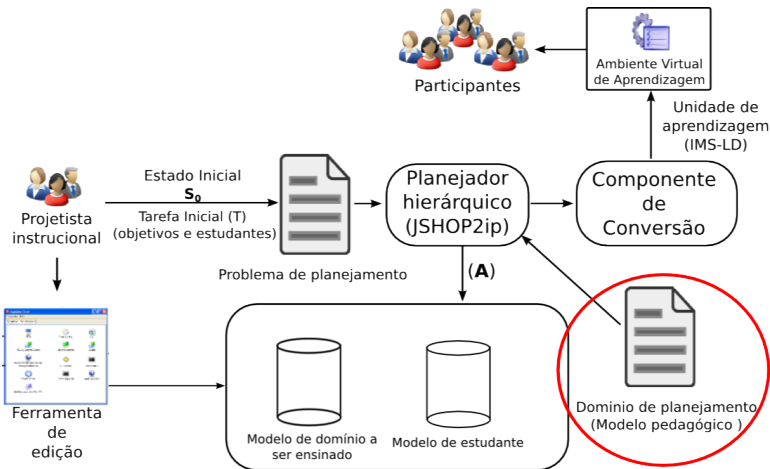 Ambiente Virtual
de Aprendizagem
Participantes
Unidade de
aprendizagem
(IMS-LD)
Projetista
instrucional
Estado Inicial
S0
Tarefa Inicial (T)
(objetivos e estudantes)
Problema de planejamento
Planejador
hierárquico
(JSHOP2ip)
Componente
de
Conversão
(A)
Ferramenta
de
edição
Modelo de domínio a
ser ensinado
Modelo de estudante
Dominio de planejamento
(Modelo pedagógico )